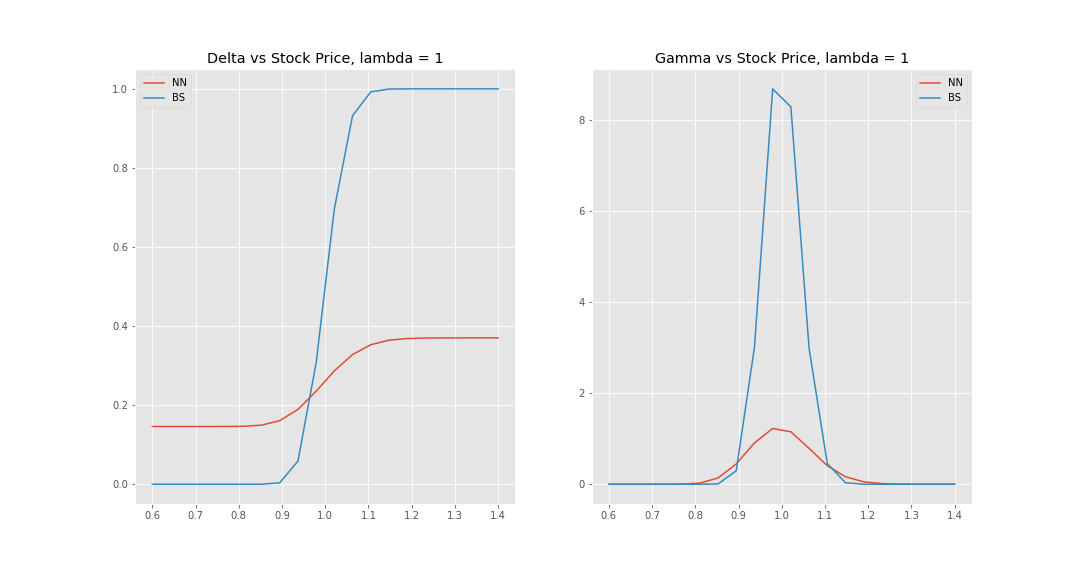 Delta vs Stock Price, lambda = 1
NN
BS
1.0
0.8
0.6
0.4
0.2
0.0
0.6 0.7 0.8 0.9 1.0 1.1 1.2 1.3 1.4
Gamma vs Stock Price, lambda = 1
NN
BS
8
6
4
2
0
0.6 0.7 0.8 0.9 1.0 1.1 1.2 1.3 1.4